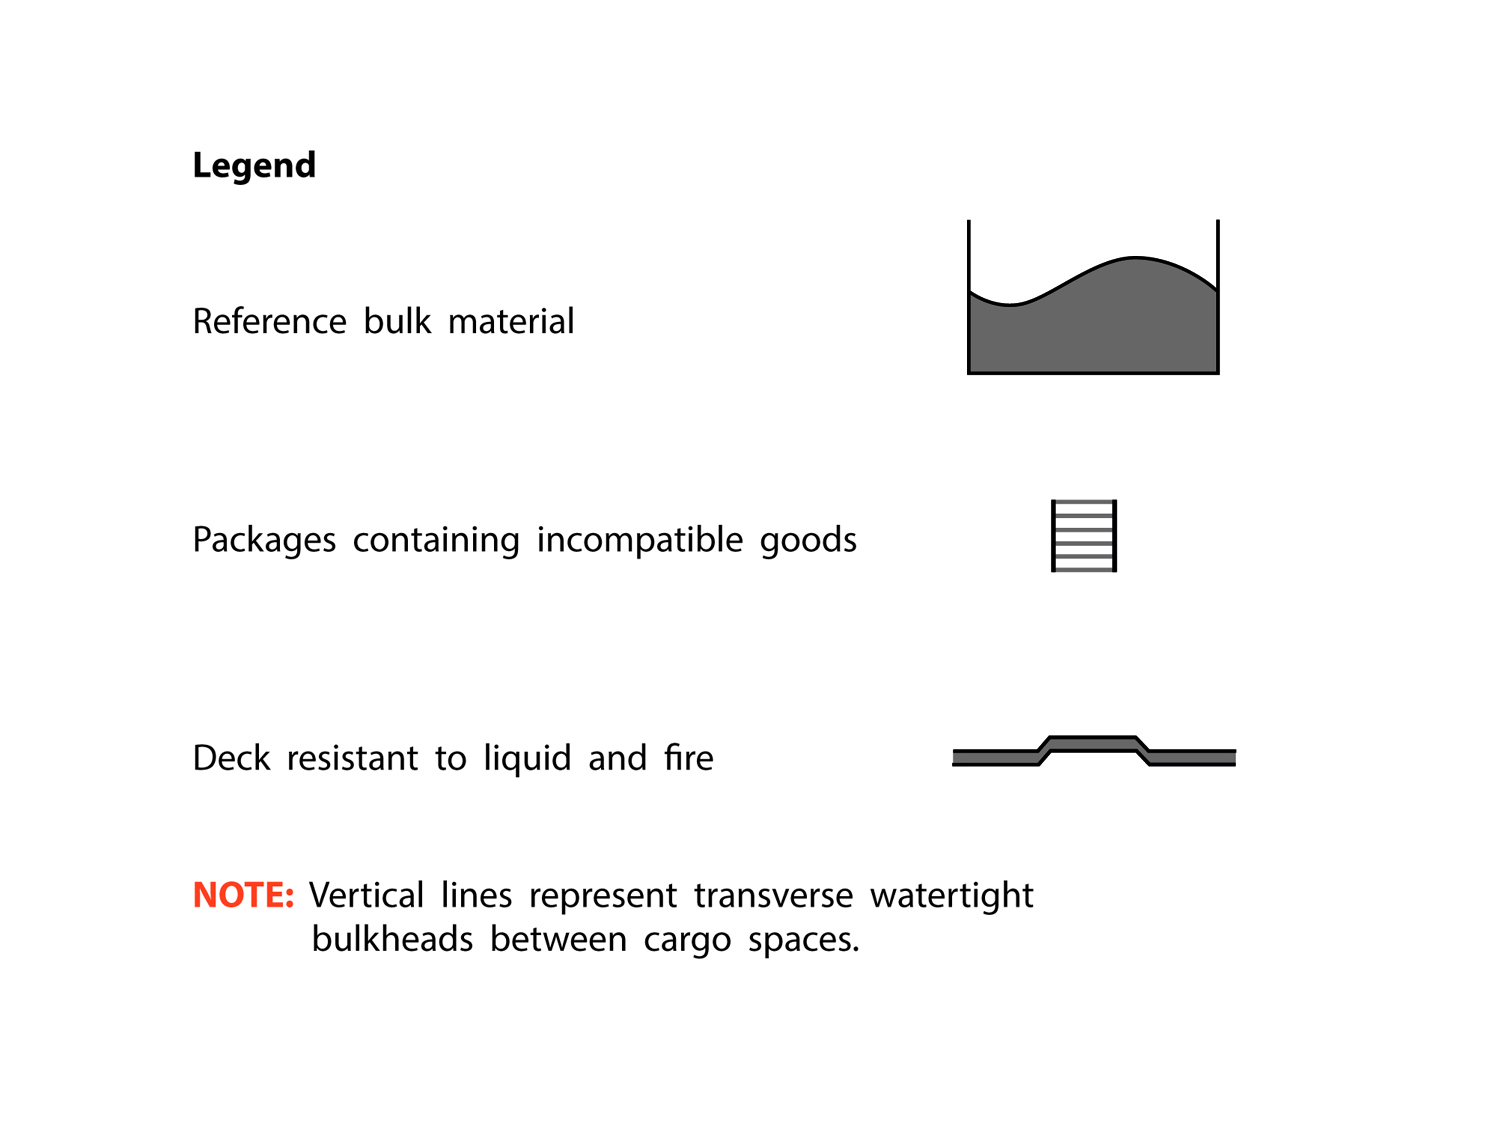 Legend
Reference bulk material
Packages containing incompatible goods
Deck resistant to liquid and fire
NOTE: Vertical lines represent transverse watertight
bulkheads between cargo spaces.